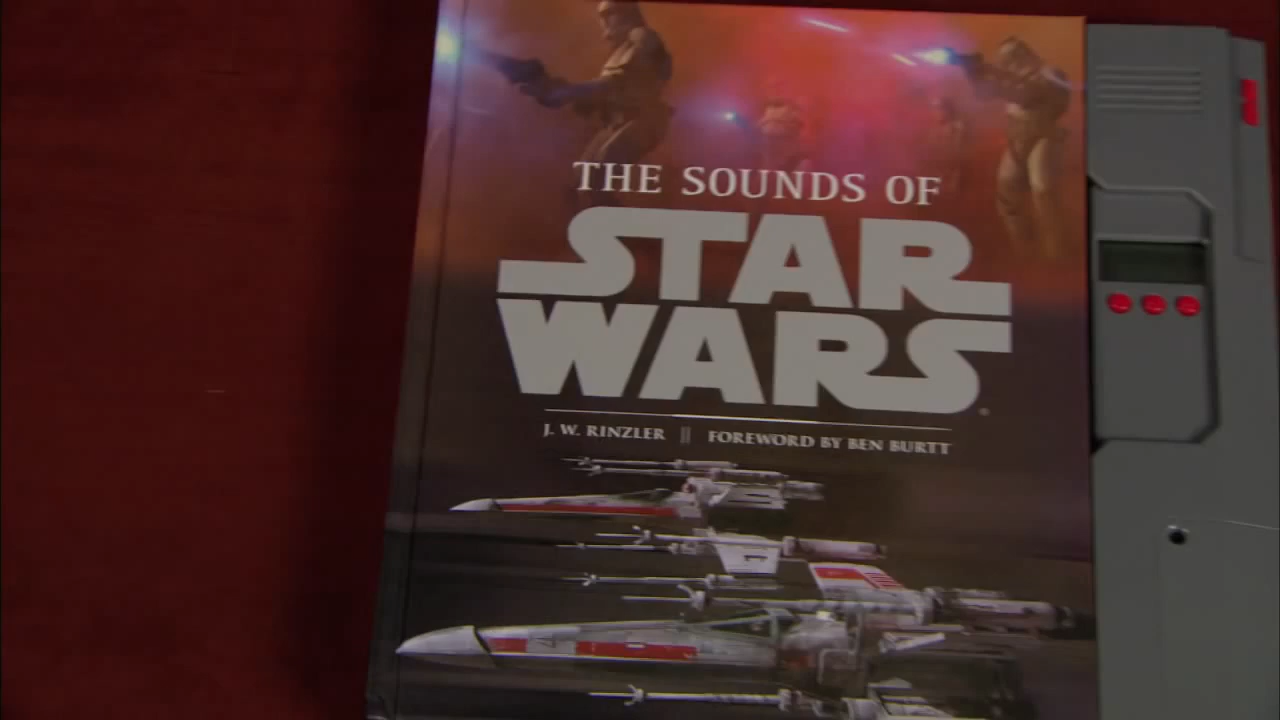 THE SOUNDS OF
STAR
WARS
J. W. RINZLER || FOREWORD BY BEN BURTT